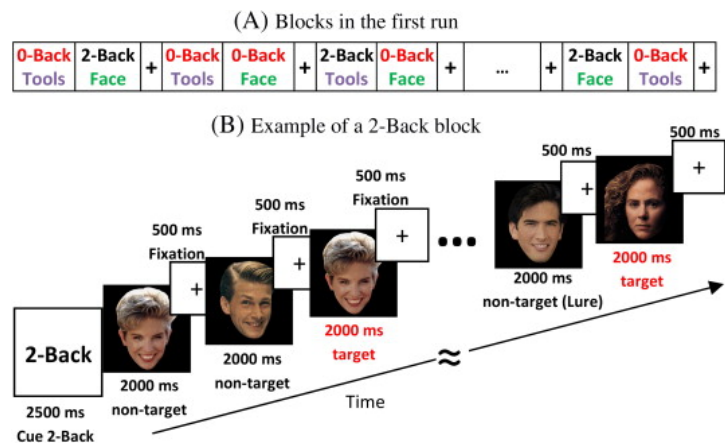 (A) Blocks in the first run
0-Back 2-Back + 0-Back 0-Back + 2-Back 0-Back + ... + 2-Back 0-Back +
Tools Face Tools Face Tools Face Face Tools
(B) Example of a 2-Back block
500 ms
500 ms
500 ms
Fixation
+
+
500 ms
Fixation
+
...
500 ms
Fixation
+
2000 ms
target
2000 ms
non-target (Lure)
+
2-Back
2000 ms
target
2000 ms
non-target
≈
2000 ms
non-target
Time
2500 ms
Cue 2-Back